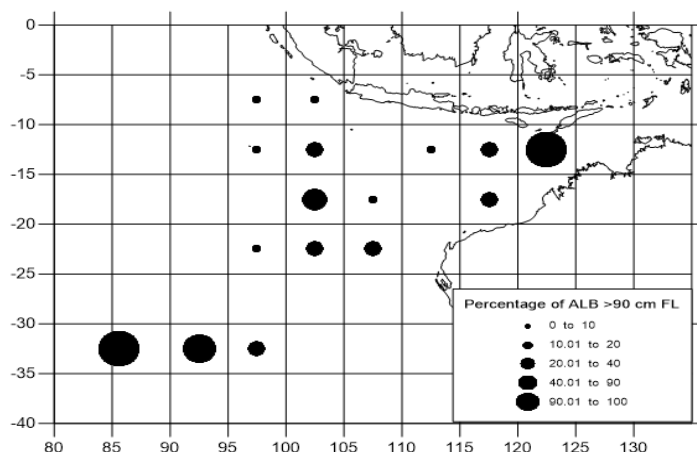 0
-5
-10
-15
-20
-25
-30
-35
-40
80 85 90 95 100 105 110 115 120 125 130
Percentage of ALB >90 cm FL
0 to 10
10.01 to 20
20.01 to 40
40.01 to 90
90.01 to 100